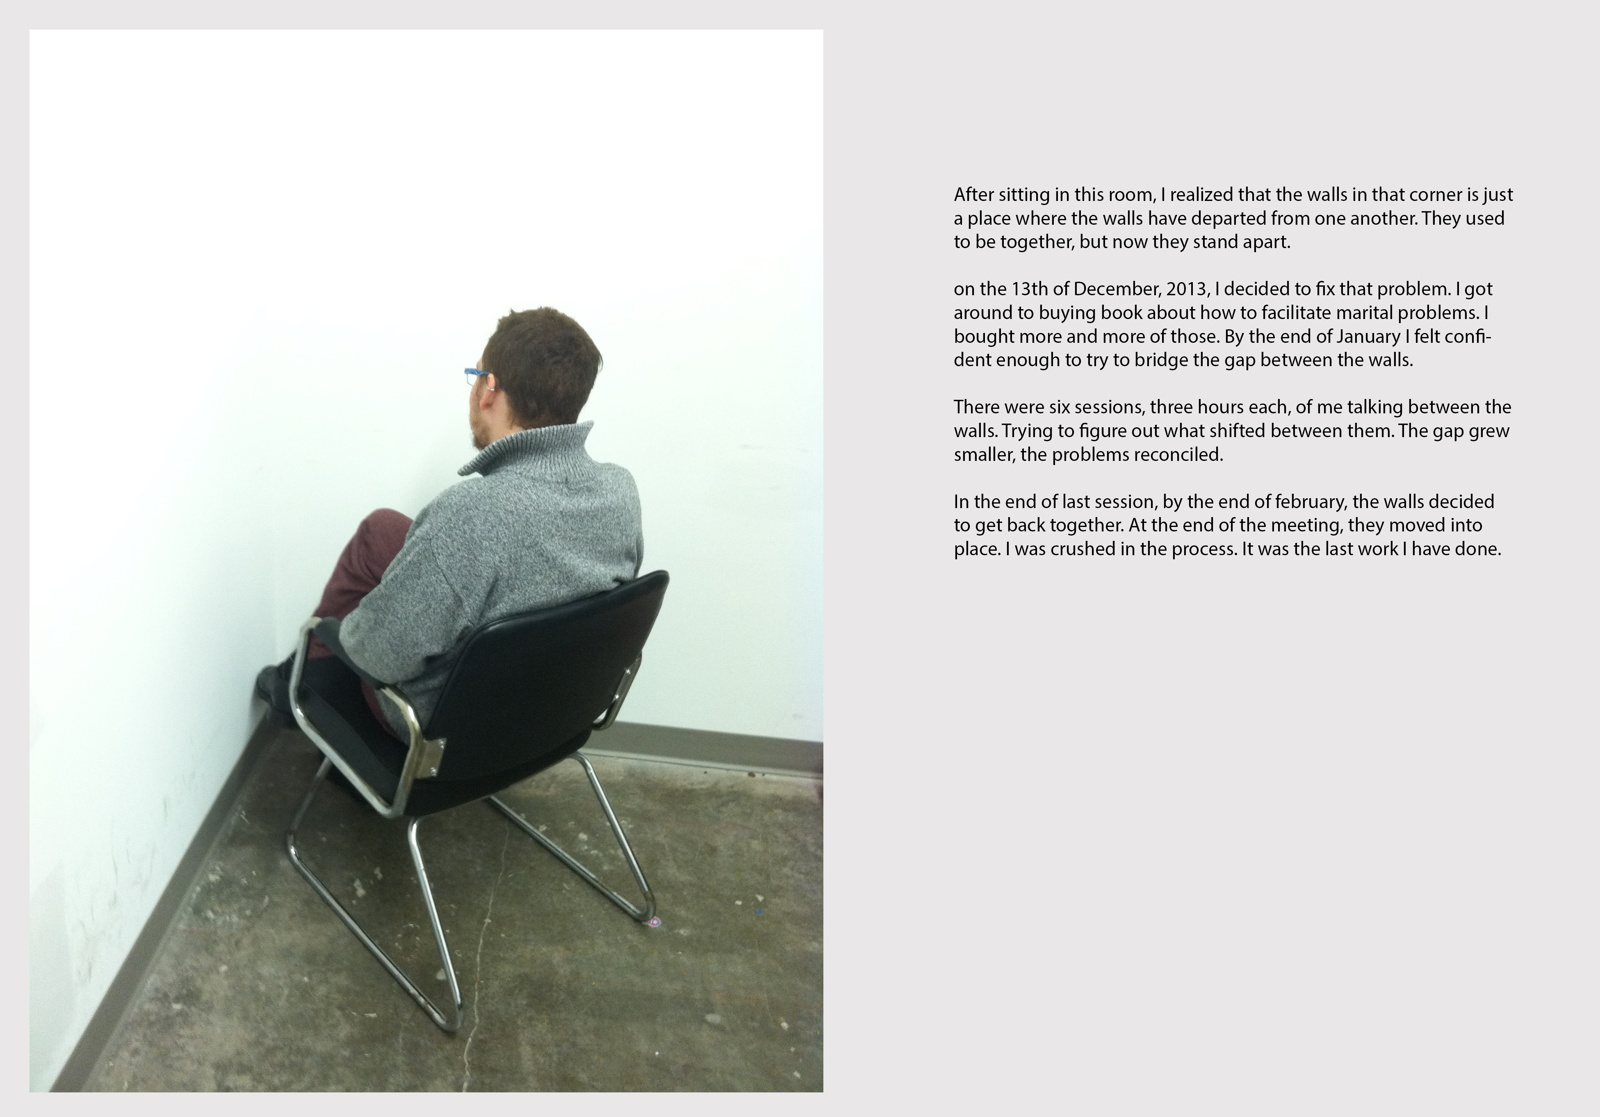 After sitting in this room, I realized that the walls in that corner is just
a place where the walls have departed from one another. They used
to be together, but now they stand apart.
on the 13th of December, 2013, I decided to fix that problem. I got
around to buying book about how to facilitate marital problems. I
bought more and more of those. By the end of January I felt confi-
dent enough to try to bridge the gap between the walls.
There were six sessions, three hours each, of me talking between the
walls. Trying to figure out what shifted between them. The gap grew
smaller, the problems reconciled.
In the end of last session, by the end of february, the walls decided
to get back together. At the end of the meeting, they moved into
place. I was crushed in the process. It was the last work I have done.